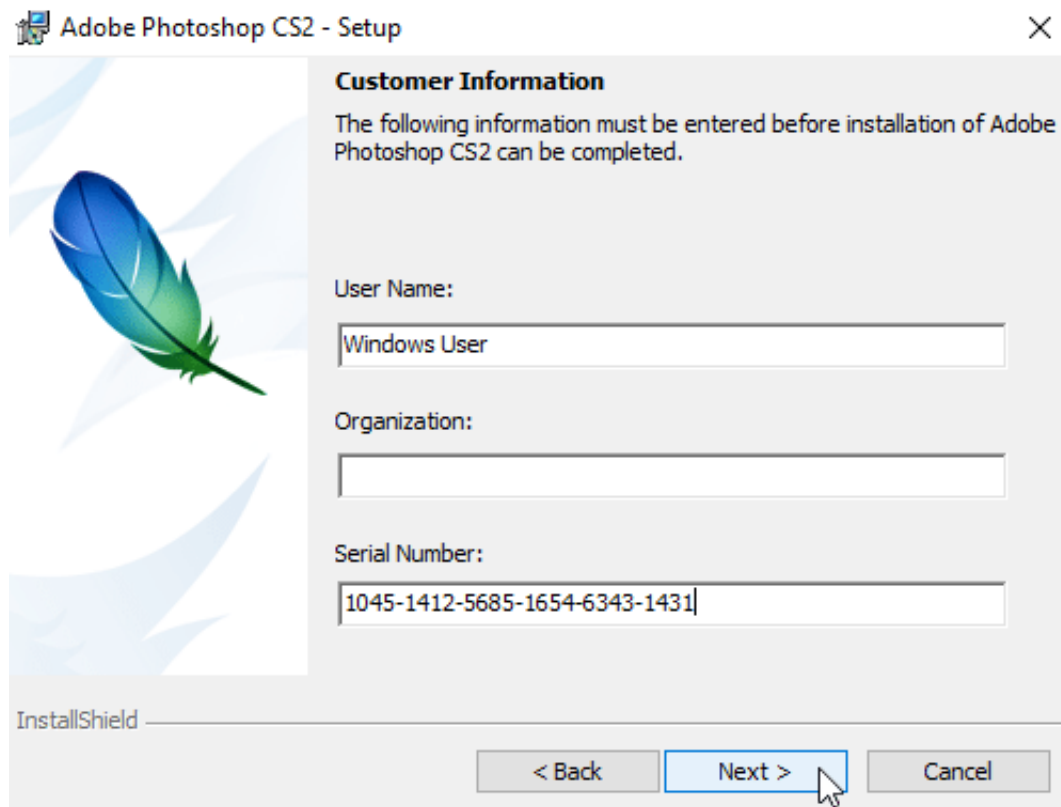 Adobe Photoshop CS2 - Setup
Customer Information
The following information must be entered before installation of Adobe
Photoshop CS2 can be completed.
User Name:
Windows User
Organization:
Serial Number:
1045-1412-5685-1654-6343-1431
InstallShield
< Back Next > Cancel